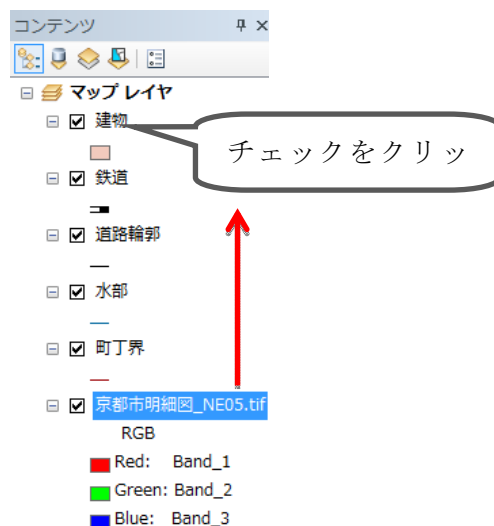 コンテンツ
マップ レイヤ
建物
チェックをクリッ
鉄道
道路輪郭
水部
町丁界
京都市明細図_NE05.tif
RGB
Red: Band_1
Green: Band_2
Blue: Band_3